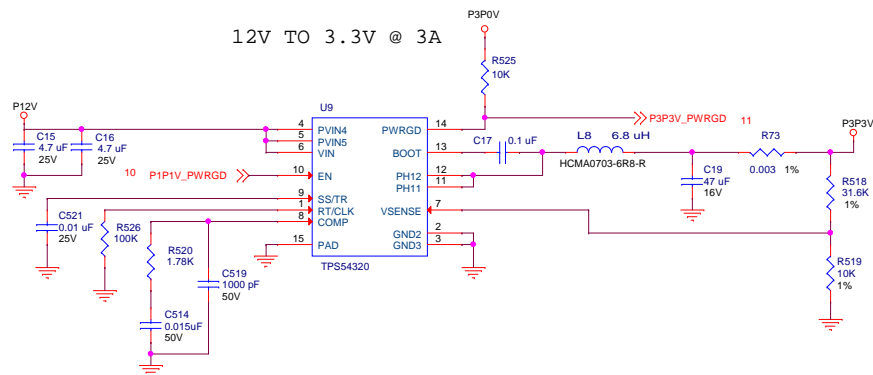 12V TO 3.3V @ 3A
P3P0V
R525
10K
P12V
C15
4.7 uF
25V
C16
4.7 uF
25V
U9
4
5
6
10
9
1
8
15
PVIN4
PVIN5
VIN
EN
SS/TR
RT/CLK
COMP
PAD
PWRGD
BOOT
PH12
PH11
VSENSE
GND2
GND3
14
13
12
11
7
2
3
TPS54320
P3P3V_PWRGD 11
C17
0.1 uF
L8 6.8 uH
HCMA0703-6R8-R
R73
0.003 1%
P3P3V
C19
47 uF
16V
R518
31.6K
1%
R519
10K
1%
10 P1P1V_PWRGD
C521
0.01 uF
25V
R526
100K
R520
1.78K
C519
1000 pF
50V
C514
0.015uF
50V